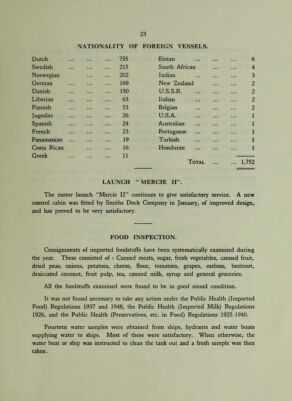 23
NATIONALITY OF FOREIGN VESSELS.
Dutch ... ... ... 755
Swedish ... ... ... 215
Norwegian ... ... 202
German ... ... ... 169
Danish ... ... ... 150
Liberian ... ... ... 63
Finnish ... ... ... 53
Jugoslav ... ... ... 26
Spanish ... ... ... 24
French ... ... ... 23
Panamanian ... ... 19
Costa Rican ... ... 16
Greek ... ... ... 11
Eirean ... ... ... 6
South African ... ... 4
Indian ... ... ... 3
New Zealand ... ... 2
U.S.S.R. ... ... ... 2
Italian ... ... ... 2
Belgian ... ... ... 2
U.S.A. ... ... ... 1
Australian ... ... ... 1
Portuguese ... ... ... 1
Turkish ... ... ... 1
Honduran ... ... ... 1
TOTAL ... ... 1,752
LAUNCH "MERCIE II".
The motor launch "Mercie II" continues to give satisfactory service. A new
control cabin was fitted by Smiths Dock Company in January, of improved design,
and has proved to be very satisfactory.
FOOD INSPECTION.
Consignments of imported foodstuffs have been systematically examined during
the year. These consisted of : Canned meats, sugar, fresh vegetables, canned fruit,
dried peas, onions, potatoes, cheese, flour, tomatoes, grapes, melons, beetroot,
desiccated coconut, fruit pulp, tea, canned milk, syrup and general groceries.
All the foodstuffs examined were found to be in good sound condition.
It was not found necessary to take any action under the Public Health (Imported
Food) Regulations 1937 and 1948, the Public Health (Imported Milk) Regulations
1926, and the Public Health (Preservatives, etc. in Food) Regulations 1925-1940.
Fourteen water samples were obtained from ships, hydrants and water boats
supplying water to ships. Most of these were satisfactory. When otherwise, the
water boat or ship was instructed to clean the tank out and a fresh sample was then
taken.